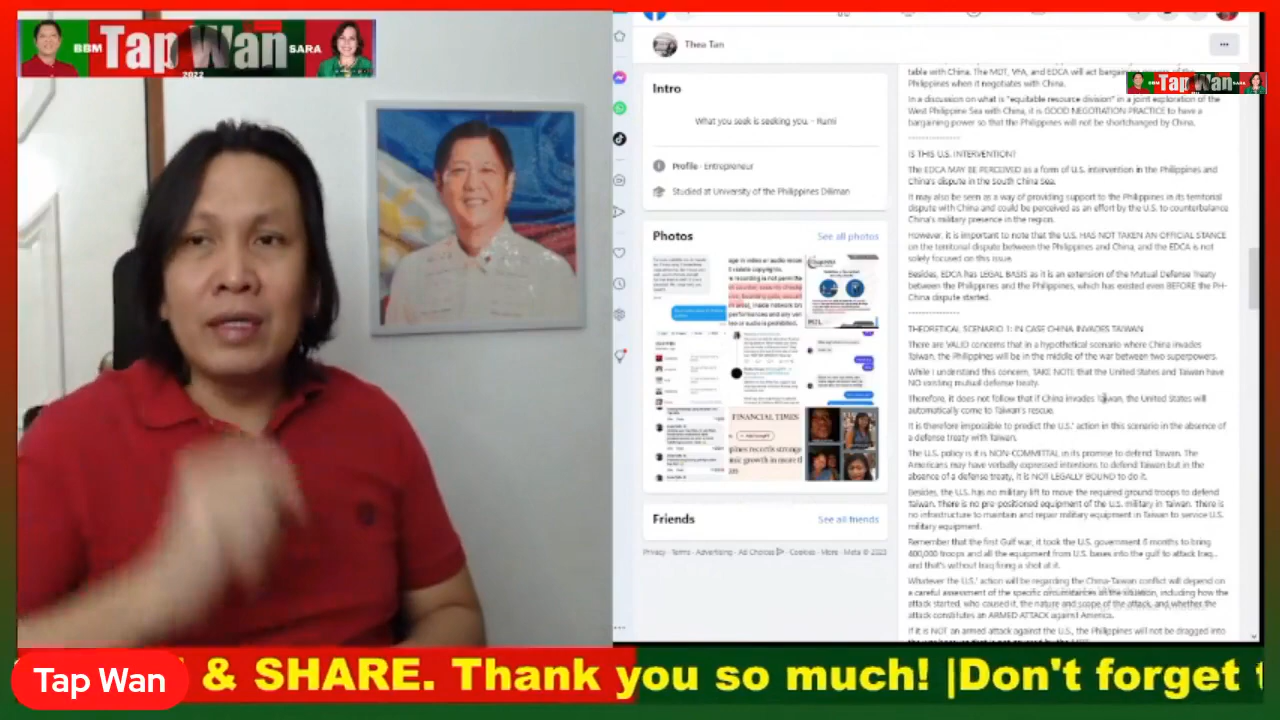 BBM Tap Wan SARA
2022
Thea Tan
Intro
What you seek is seeking you. - Rumi
Profile · Entrepreneur
Studied at University of the Philippines Diliman
Photos
See all photos
FINANCIAL TIMES
Friends
See all friends
Privacy · Terms · Advertising · Ad Choices · Cookies · More · Meta © 2023
table with China. The MDT, VFA, and EDCA will act
Philippines when it negotiates with China.
In a discussion on what is "equitable resource division" in a joint exploration of the
West Philippine Sea with China, it is GOOD NEGOTIATION PRACTICE to have a
bargaining power so that the Philippines will not be shortchanged by China.
IS THIS U.S. INTERVENTION?
The EDCA MAY BE PERCEIVED as a form of U.S. intervention in the Philippines and
China's dispute in the South China Sea.
It may also be seen as a way of providing support to the Philippines in its territorial
dispute with China and could be perceived as an effort by the U.S. to counterbalance
China's military presence in the region.
However, it is important to note that the U.S. HAS NOT TAKEN AN OFFICIAL STANCE
on the territorial dispute between the Philippines and China, and the EDCA is not
solely focused on this issue.
Besides, EDCA has LEGAL BASIS as it is an extension of the Mutual Defense Treaty
between the Philippines and the Philippines, which has existed even BEFORE the PH-
China dispute started.
THEORETICAL SCENARIO 1: IN CASE CHINA INVADES TAIWAN
There are VALID concerns that in a hypothetical scenario where China invades
Taiwan, the Philippines will be in the middle of the war between two superpowers.
While I understand this concern, TAKE NOTE that the United States and Taiwan have
NO existing mutual defense treaty.
Therefore, it does not follow that if China invades Taiwan, the United States will
automatically come to Taiwan's rescue.
It is therefore impossible to predict the U.S.' action in this scenario in the absence of
a defense treaty with Taiwan.
The U.S. policy is it is NON-COMMITTAL in its promise to defend Taiwan. The
Americans may have verbally expressed intentions to defend Taiwan but in the
absence of a defense treaty, it is NOT LEGALLY BOUND to do it.
Besides, the U.S. has no military lift to move the required ground troops to defend
Taiwan. There is no pre-positioned equipment of the U.S. military in Taiwan. There is
no infrastructure to maintain and repair military equipment in Taiwan to service U.S.
military equipment.
Remember that the first Gulf war, it took the U.S. government 6 months to bring
400,000 troops and all the equipment from U.S. bases into the gulf to attack Iraq...
and that's without Iraq firing a shot at it.
Whatever the U.S.' action will be regarding the China-Taiwan conflict will depend on
a careful assessment of the specific circumstances on the situation, including how the
attack started, who caused it, the nature and scope of the attack, and whether the
attack constitutes an ARMED ATTACK against America.
If it is NOT an armed attack against the U.S., the Philippines will not be dragged into
Tap Wan
& SHARE. Thank you so much! |Don't forget